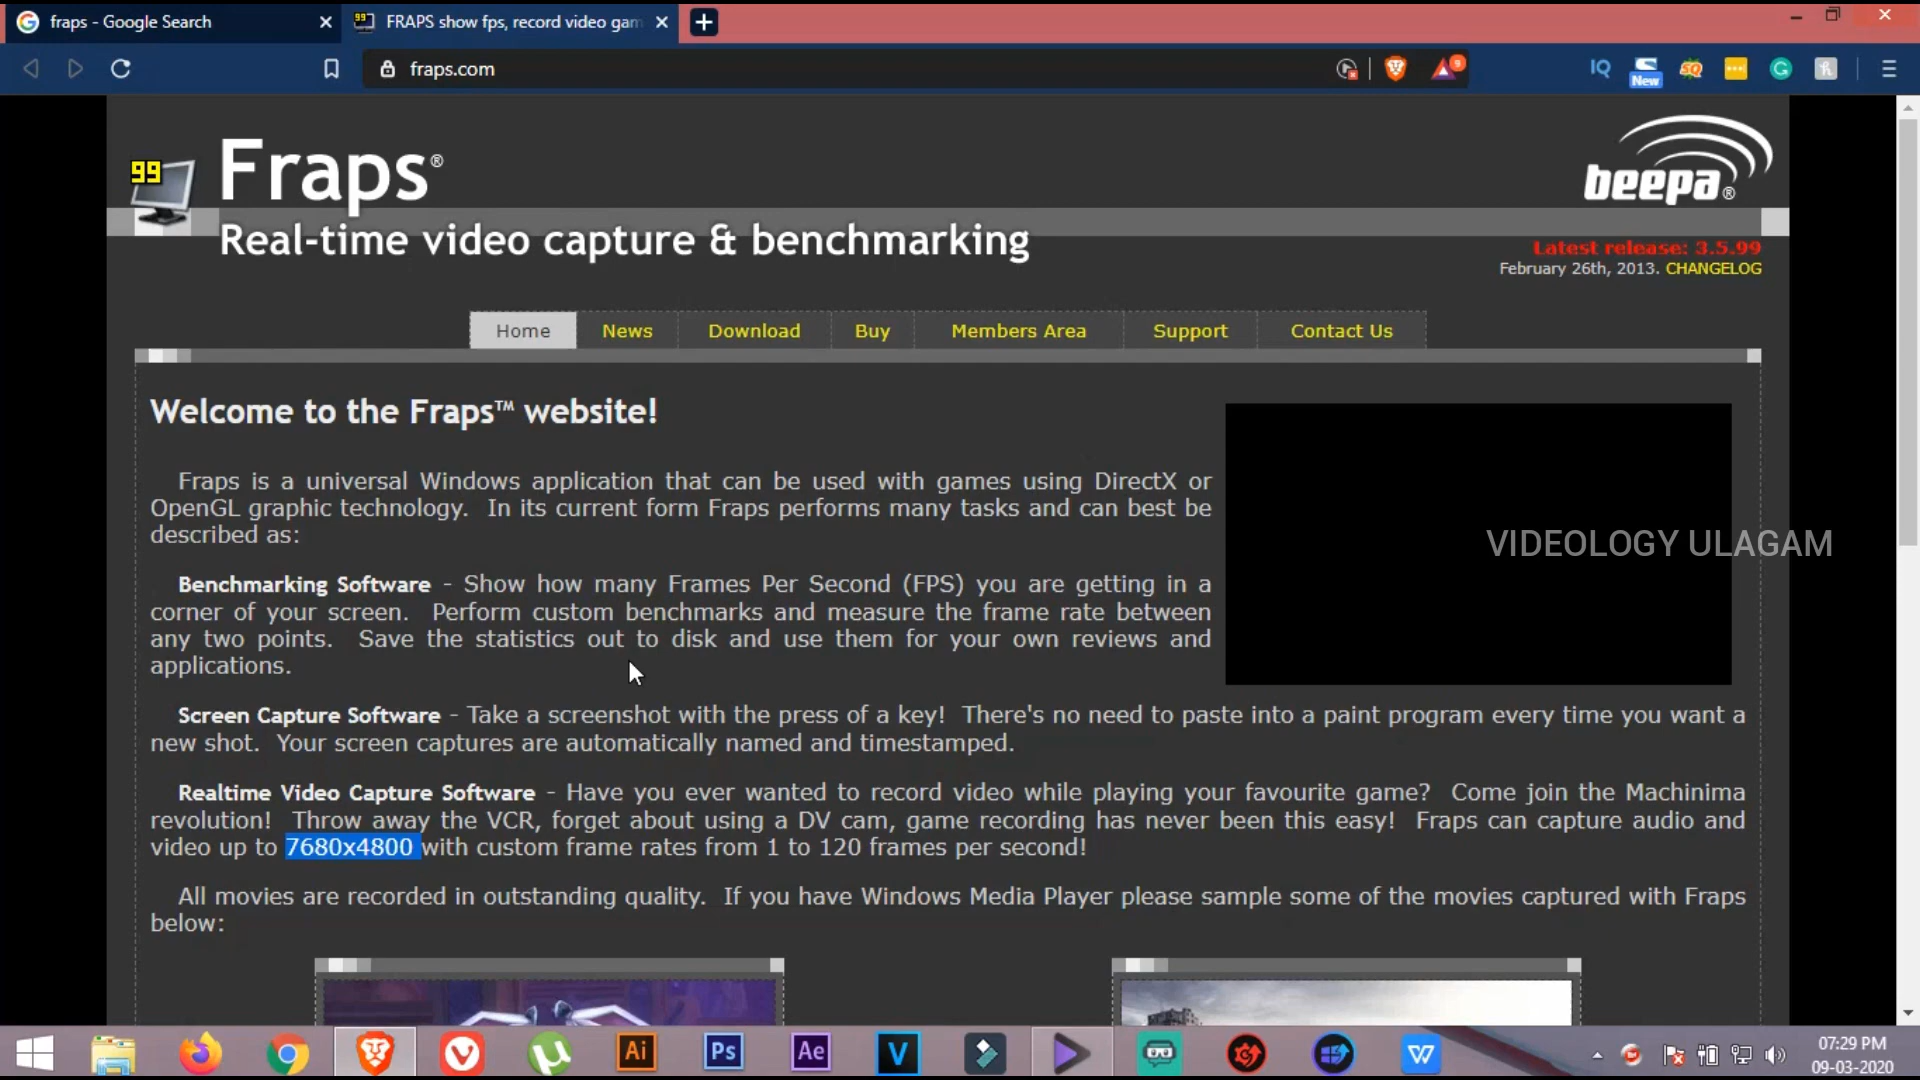 fraps - Google Search
FRAPS show fps, record video gam
fraps.com
9
IQ
New
SQ
99
Fraps®
beepa®
Real-time video capture & benchmarking
Latest release: 3.5.99
February 26th, 2013. CHANGELOG
Home News Download Buy Members Area Support Contact Us
Welcome to the Fraps™ website!
Fraps is a universal Windows application that can be used with games using DirectX or
OpenGL graphic technology. In its current form Fraps performs many tasks and can best be
described as:
VIDEOLOGY ULAGAM
Benchmarking Software - Show how many Frames Per Second (FPS) you are getting in a
corner of your screen. Perform custom benchmarks and measure the frame rate between
any two points. Save the statistics out to disk and use them for your own reviews and
applications.
Screen Capture Software - Take a screenshot with the press of a key! There's no need to paste into a paint program every time you want a
new shot. Your screen captures are automatically named and timestamped.
Realtime Video Capture Software - Have you ever wanted to record video while playing your favourite game? Come join the Machinima
revolution! Throw away the VCR, forget about using a DV cam, game recording has never been this easy! Fraps can capture audio and
video up to 7680x4800 with custom frame rates from 1 to 120 frames per second!
All movies are recorded in outstanding quality. If you have Windows Media Player please sample some of the movies captured with Fraps
below:
Ai Ps Ae V W
07:29 PM
09-03-2020